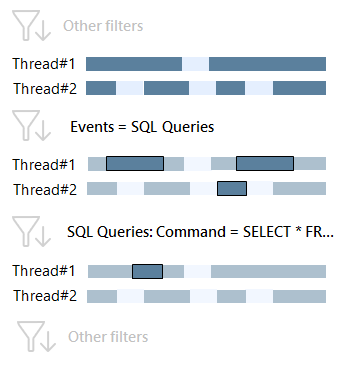 Other filters
Thread#1
Thread#2
Events = SQL Queries
Thread#1
Thread#2
SQL Queries: Command = SELECT * FR...
Thread#1
Thread#2
Other filters